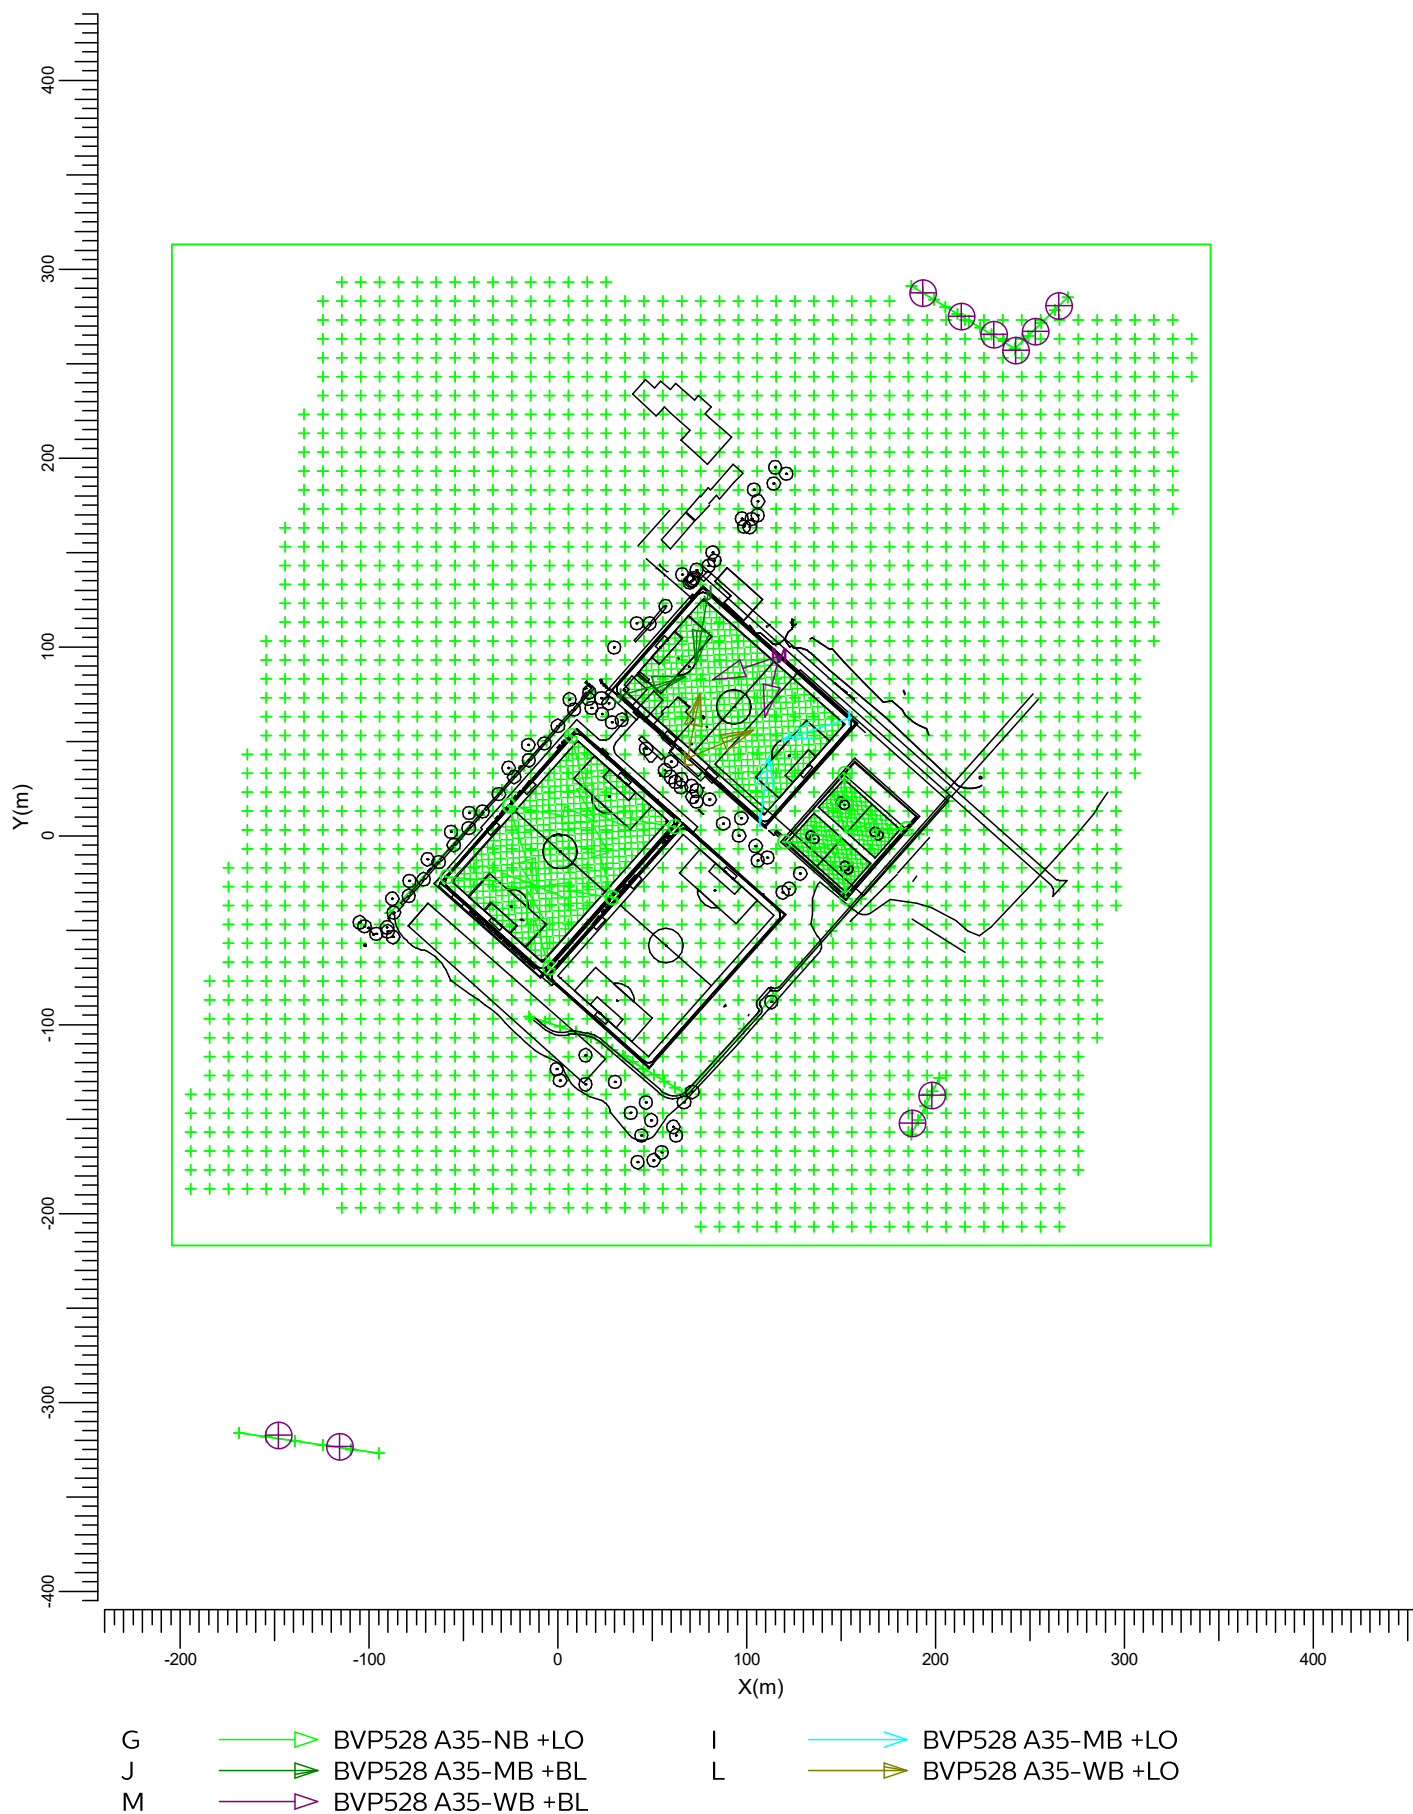 400
300
200
100
0
-100
-200
-300
-400
Y(m)
M
G
G
G
G
-200 -100 0 100 200 300 400
X(m)
G BVP528 A35-NB +LO I BVP528 A35-MB +LO
J BVP528 A35-MB +BL L BVP528 A35-WB +LO
M BVP528 A35-WB +BL